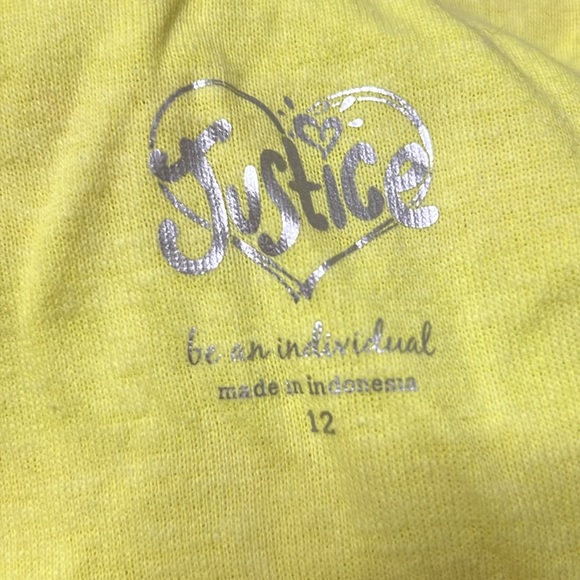 Justice
be an individual
made in indonesia
12